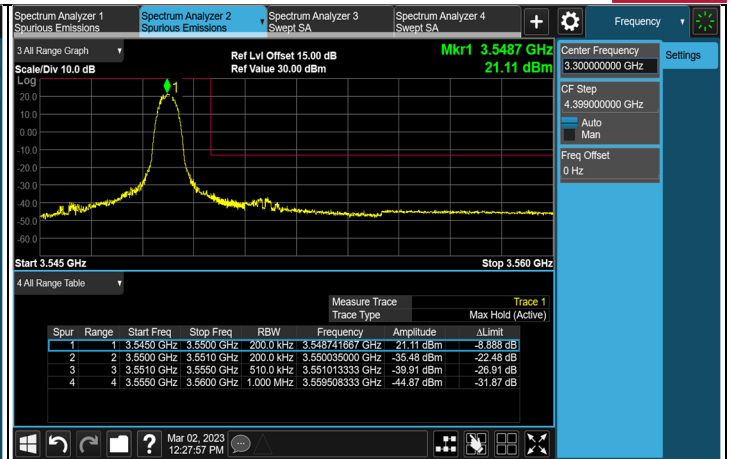 Spectrum Analyzer 1
Spurious Emissions
Spectrum Analyzer 2
Spurious Emissions
Spectrum Analyzer 3
Swept SA
Spectrum Analyzer 4
Swept SA
+
Frequency
3 All Range Graph
Ref Lvl Offset 15.00 dB
Mkr1 3.5487 GHz
Scale/Div 10.0 dB
Ref Value 30.00 dBm
21.11 dBm
Log
1
20.0
10.0
0.00
-10.0
-20.0
-30.0
-40.0
-50.0
-60.0
Start 3.545 GHz
Stop 3.560 GHz
Center Frequency
3.300000000 GHz
Settings
CF Step
4.399000000 GHz
Auto
Man
Freq Offset
0 Hz
4 All Range Table
Measure Trace Trace 1
Trace Type Max Hold (Active)
Spur Range Start Freq Stop Freq RBW Frequency Amplitude ΔLimit
1 1 3.5450 GHz 3.5500 GHz 200.0 kHz 3.548741667 GHz 21.11 dBm -8.888 dB
2 2 3.5500 GHz 3.5510 GHz 200.0 kHz 3.550035000 GHz -35.48 dBm -22.48 dB
3 3 3.5510 GHz 3.5550 GHz 510.0 kHz 3.551013333 GHz -39.91 dBm -26.91 dB
4 4 3.5550 GHz 3.5600 GHz 1.000 MHz 3.559508333 GHz -44.87 dBm -31.87 dB
?
Mar 02, 2023
12:27:57 PM